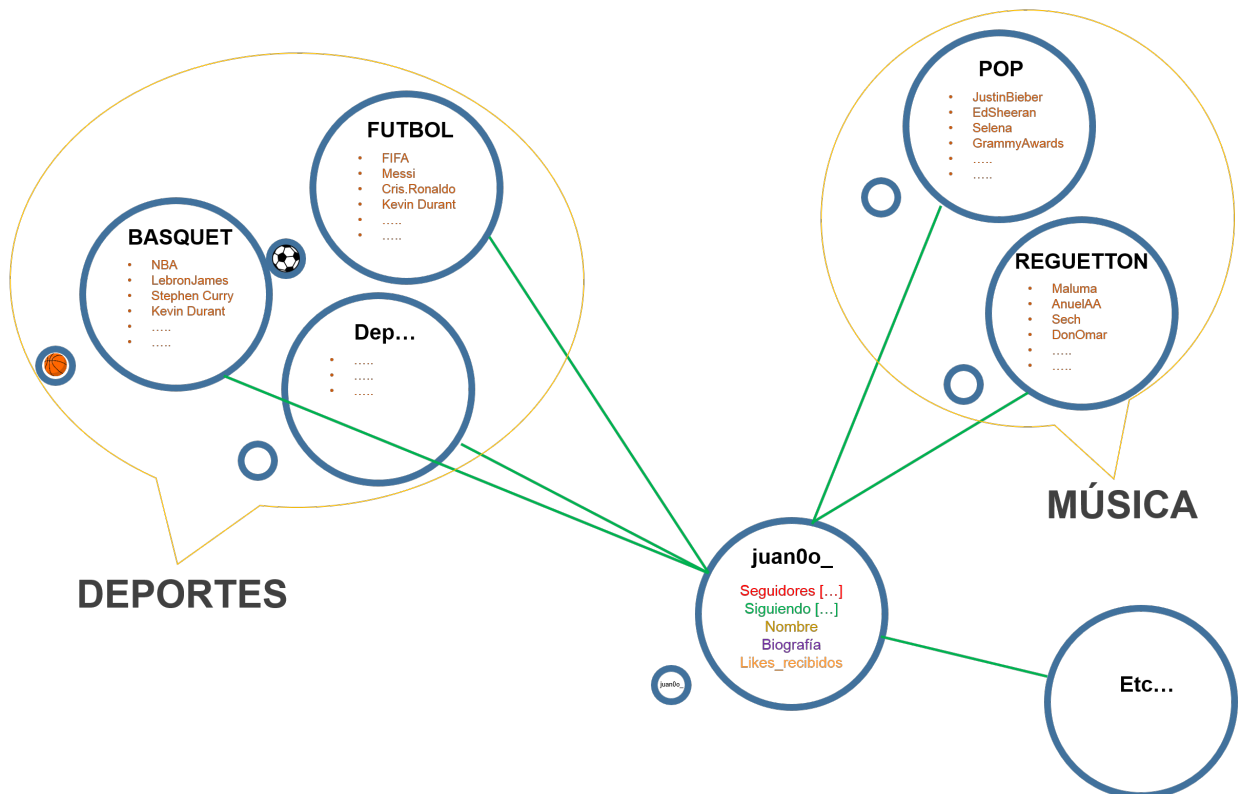 FUTBOL
• FIFA
• Messi
• Cris.Ronaldo
• Kevin Durant
• .....
• .....
BASQUET
• NBA
• LebronJames
• Stephen Curry
• Kevin Durant
• .....
• .....
Dep...
• .....
• .....
• .....
DEPORTES
POP
• JustinBieber
• EdSheeran
• Selena
• GrammyAwards
• .....
• .....
REGUETTON
• Maluma
• AnuelAA
• Sech
• DonOmar
• .....
• .....
MÚSICA
juan0o_
Seguidores [...]
Siguiendo [...]
Nombre
Biografía
Likes_recibidos
juan0o_
Etc...